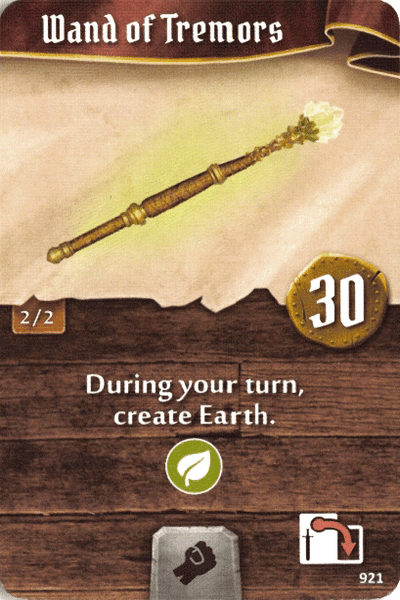 Wand of Tremors
30
2/2
During your turn,
create Earth.
921